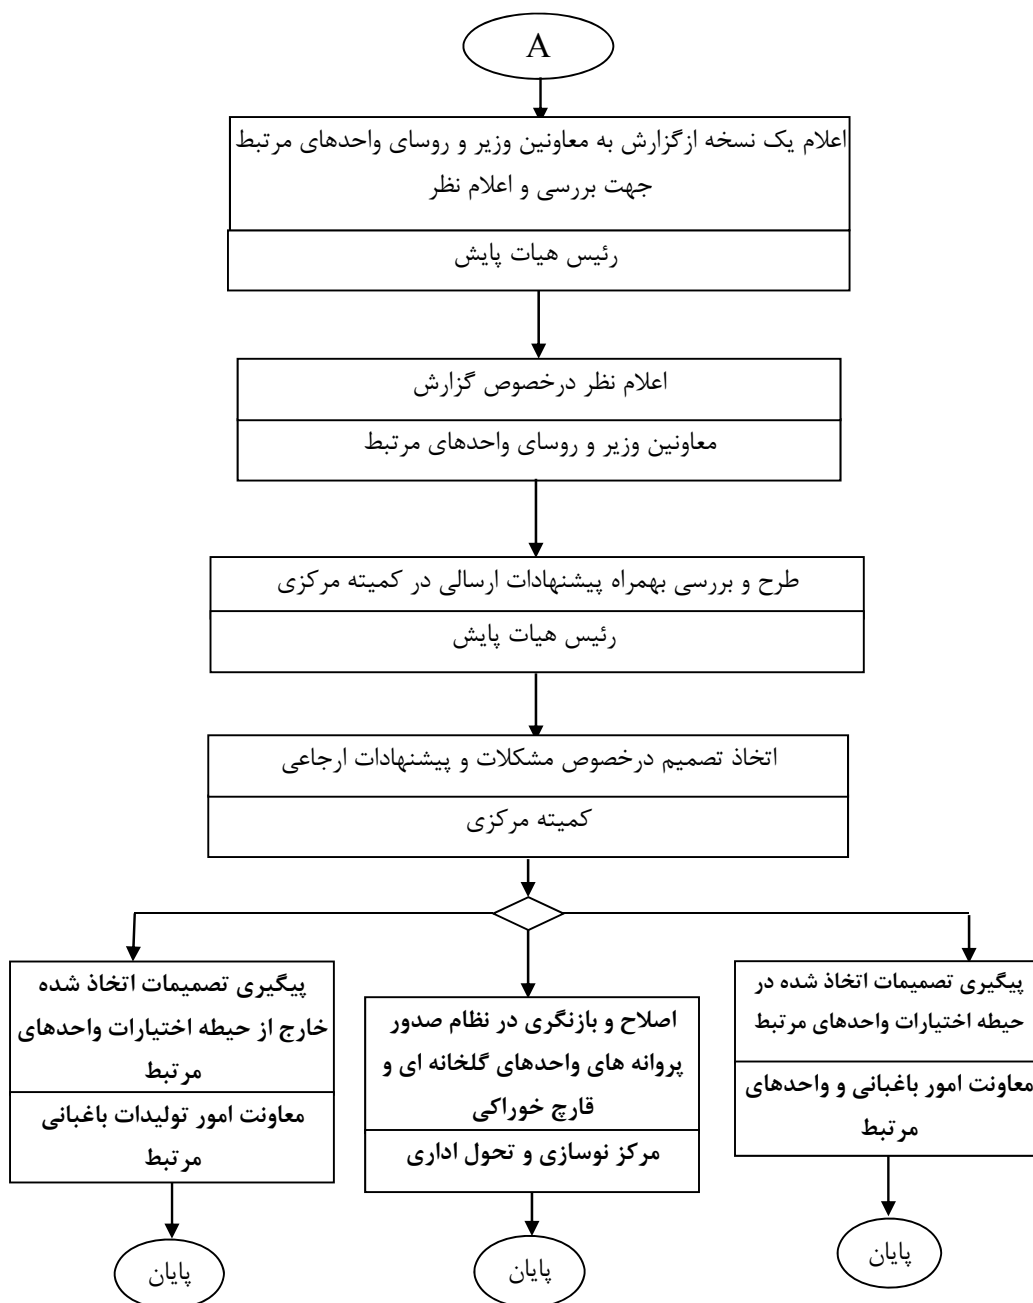 A
اعلام یک نسخه ازگزارش به معاونین وزیر و روسای واحدهای مرتبط
جهت بررسی و اعلام نظر
رئیس هیات پایش
اعلام نظر درخصوص گزارش
معاونین وزیر و روسای واحدهای مرتبط
طرح و بررسی بهمراه پیشنهادات ارسالی در کمیته مرکزی
رئیس هیات پایش
اتخاذ تصمیم درخصوص مشکلات و پیشنهادات ارجاعی
کمیته مرکزی
پیگیری تصمیمات اتخاذ شده در
حیطه اختیارات واحدهای مرتبط
معاونت امور باغبانی و واحدهای
مرتبط
پایان
اصلاح و بازنگری در نظام صدور
پروانه های واحدهای گلخانه ای و
قارچ خوراکی
مرکز نوسازی و تحول اداری
پایان
پیگیری تصمیمات اتخاذ شده
خارج از حیطه اختیارات واحدهای
مرتبط
معاونت امور تولیدات باغبانی
مرتبط
پایان